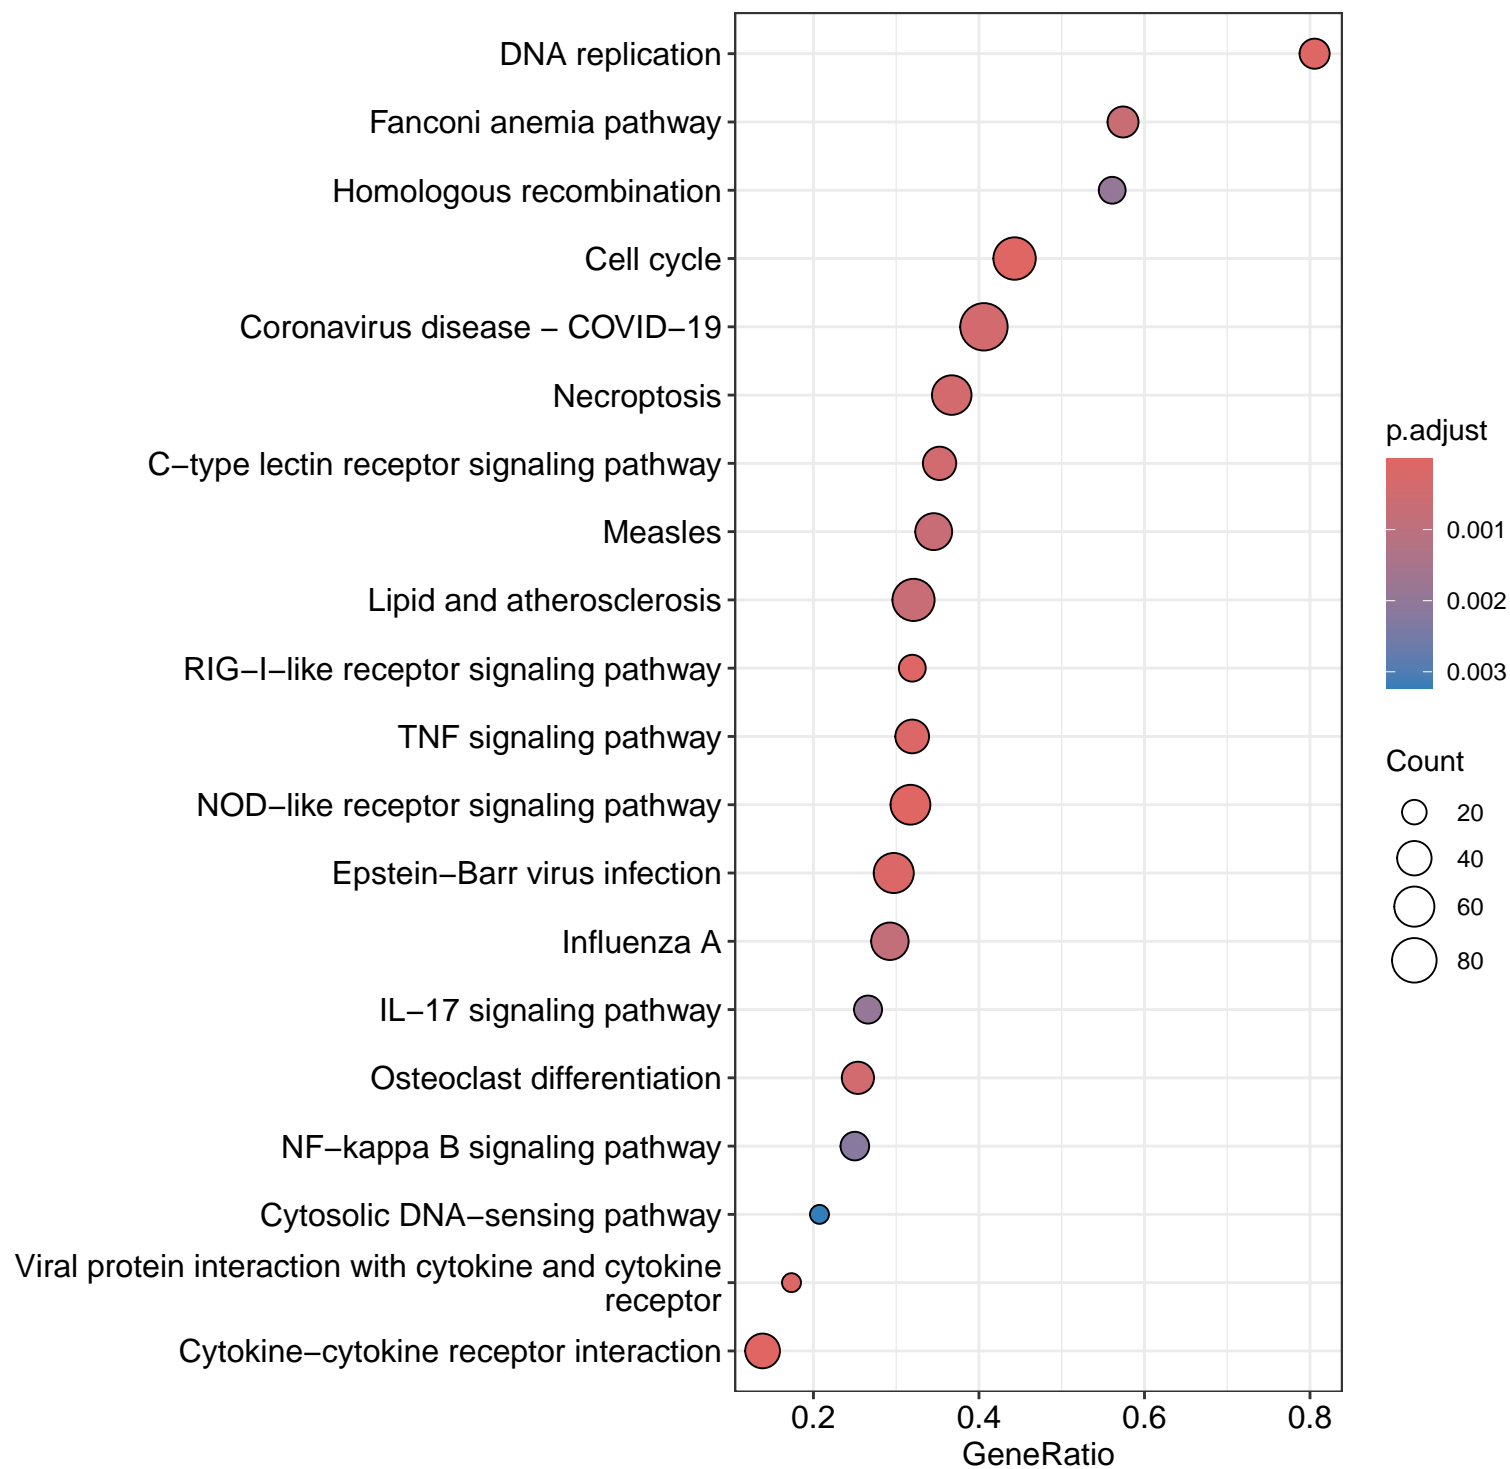 DNA replication
Fanconi anemia pathway
Homologous recombination
Cell cycle
Coronavirus disease − COVID−19
Necroptosis
C−type lectin receptor signaling pathway
Measles
Lipid and atherosclerosis
RIG−I−like receptor signaling pathway
TNF signaling pathway
NOD−like receptor signaling pathway
Epstein−Barr virus infection
Influenza A
IL−17 signaling pathway
Osteoclast differentiation
NF−kappa B signaling pathway
Cytosolic DNA−sensing pathway
Viral protein interaction with cytokine and cytokine
receptor
Cytokine−cytokine receptor interaction
0.2 0.4 0.6 0.8
GeneRatio
p.adjust
0.001
0.002
0.003
Count
20
40
60
80